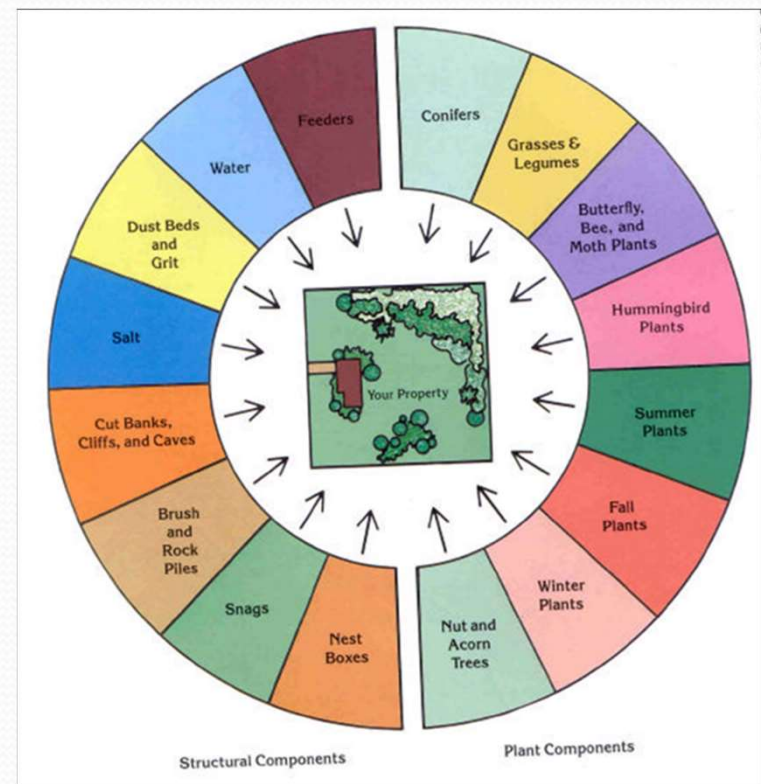 Feeders
Water
Dust Beds
and
Grit
Salt
Cut Banks,
Cliffs, and Caves
Brush
and
Rock
Piles
Snags
Nest
Boxes
Conifers
Grasses &
Legumes
Butterfly,
Bee, and
Moth Plants
Hummingbird
Plants
Summer
Plants
Fall
Plants
Winter
Plants
Nut and
Acorn
Trees
Your Property
Structural Components
Plant Components